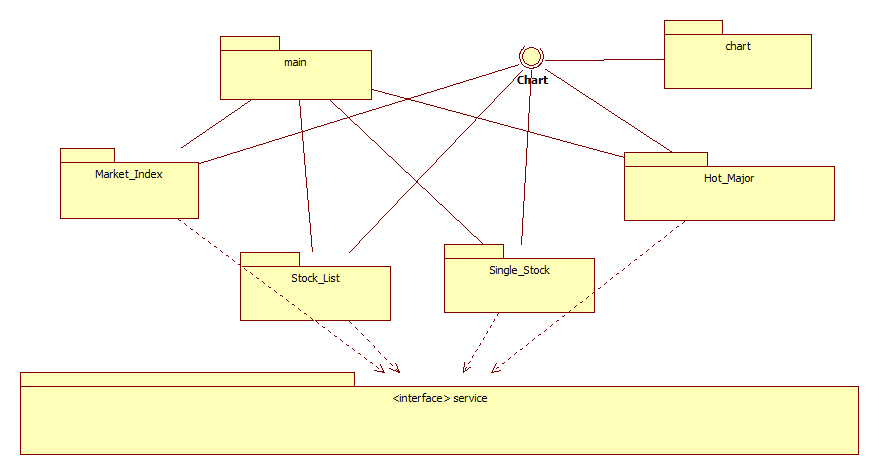 main
chart
Chart
Market_Index
Hot_Major
Stock_List
Single_Stock
<interface> service